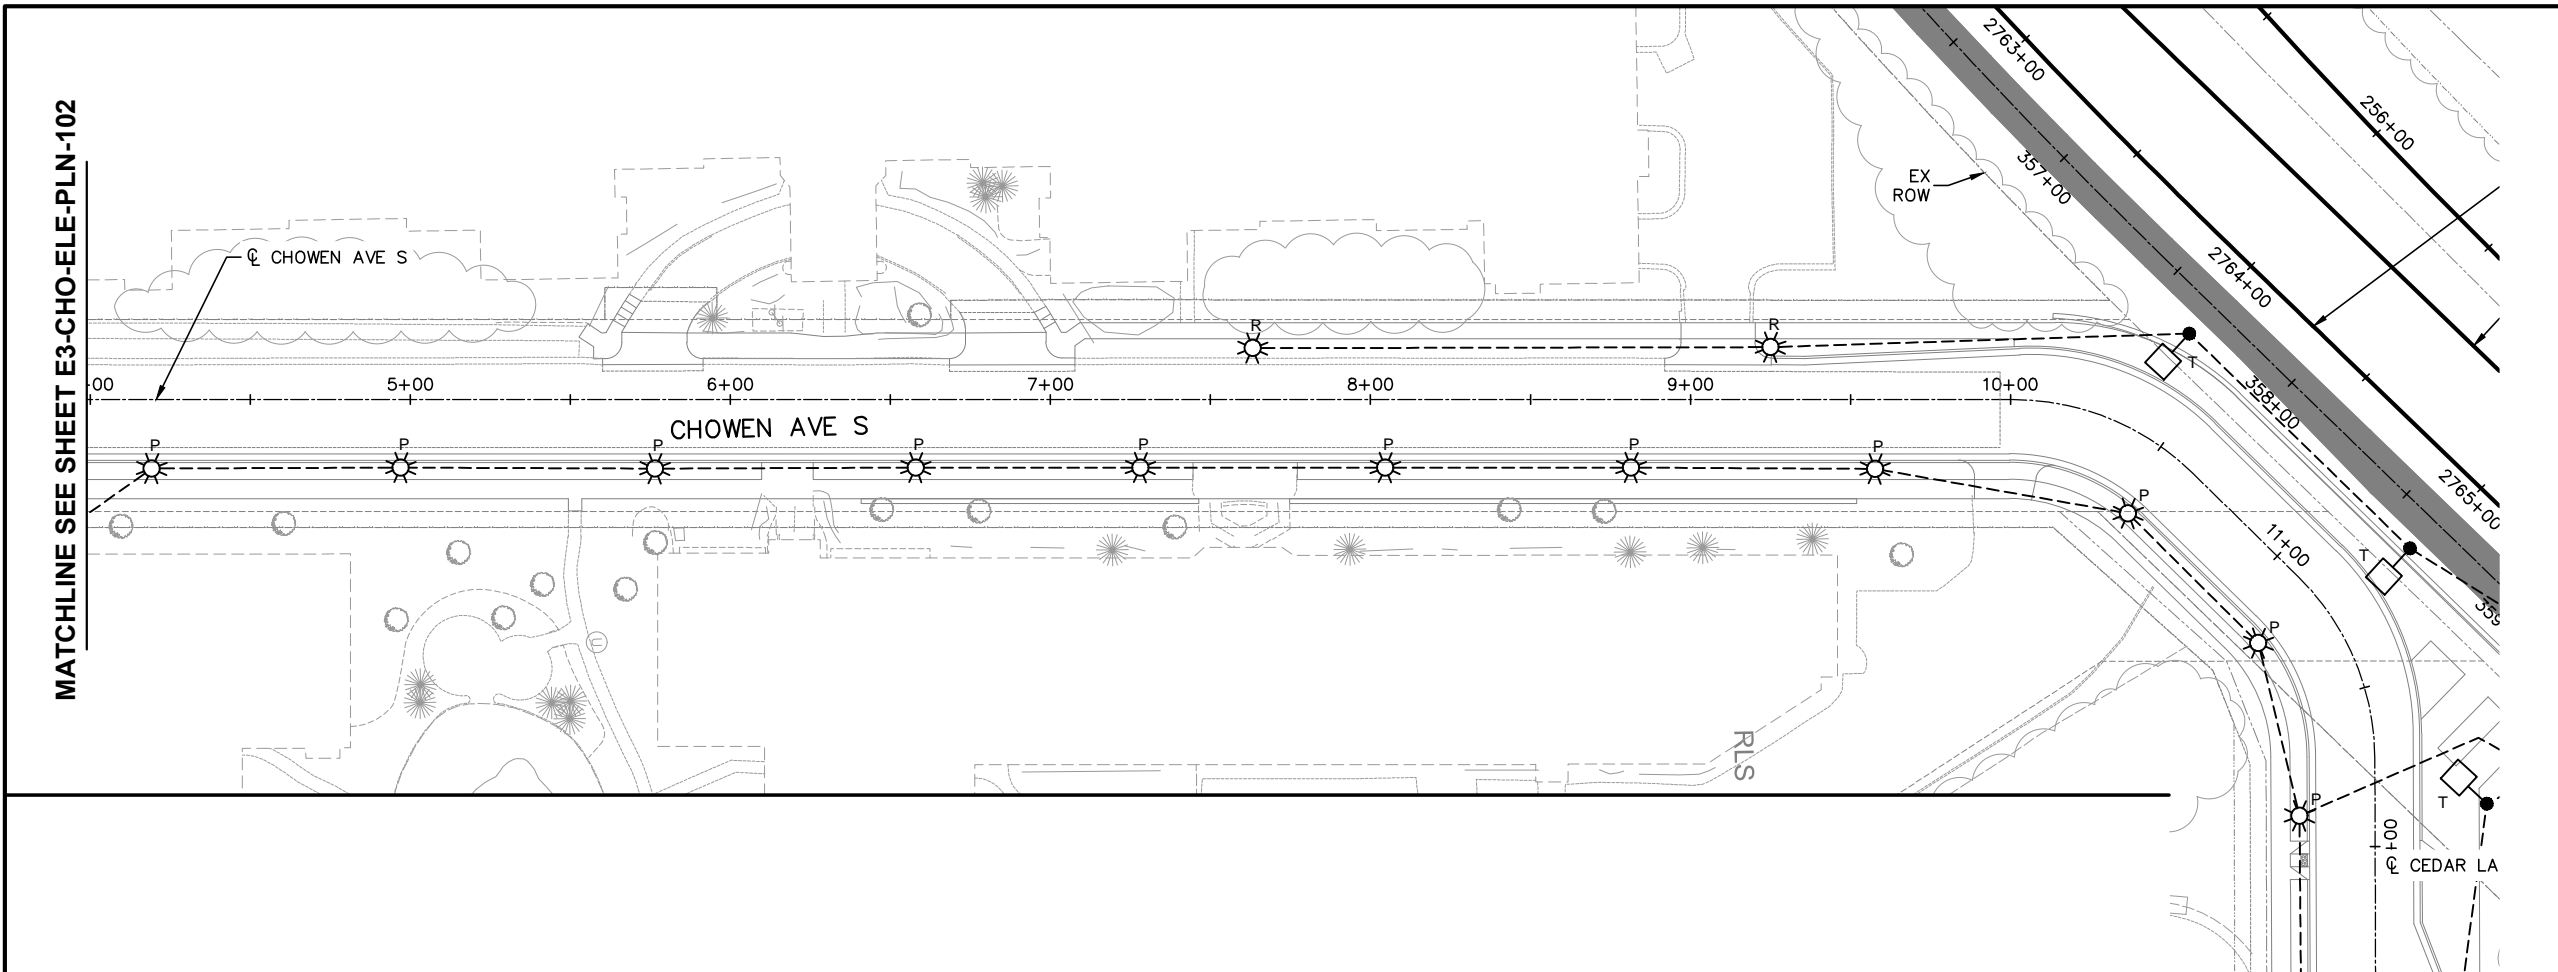 MATCHLINE SEE SHEET E3-CHO-ELE-PLN-102
℄ CHOWEN AVE S
EX
ROW
2763+00
256+00
357+00
2764+00
358+00
2765+00
R
R
T
+00
5+00
6+00
7+00
8+00
9+00
10+00
CHOWEN AVE S
P
P
P
P
P
P
P
P
P
11+00
T
359
P
U
RLS
P
T
+00
℄ CEDAR LA